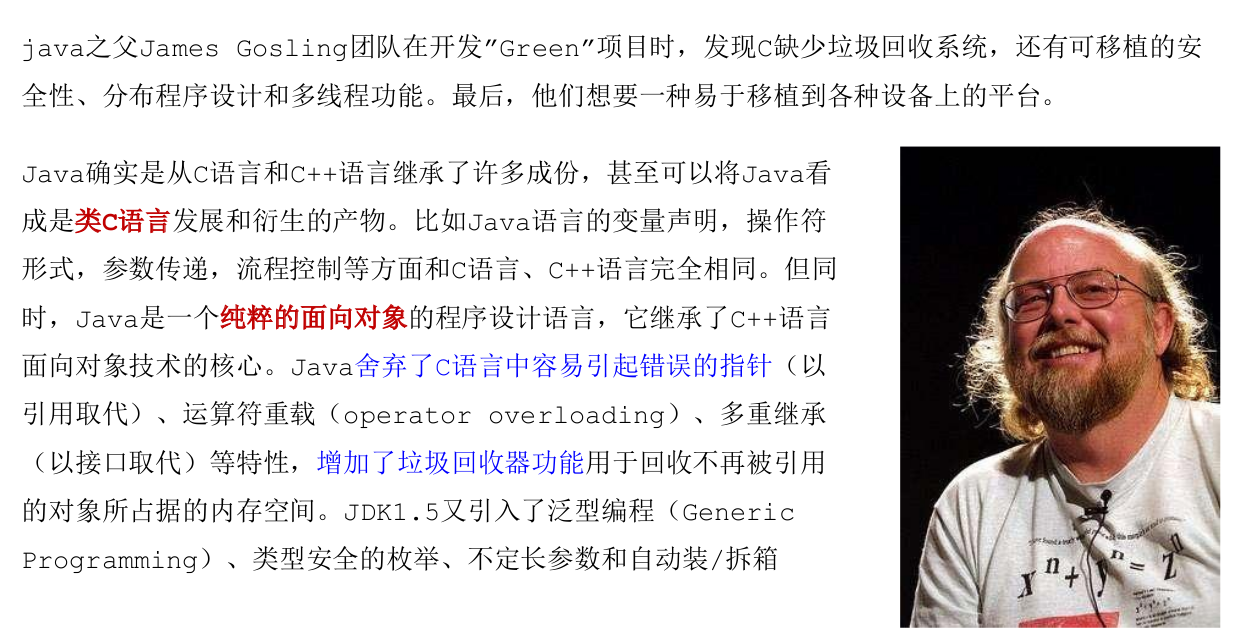 java之父James Gosling团队在开发”Green”项目时，发现C缺少垃圾回收系统，还有可移植的安
全性、分布程序设计和多线程功能。最后，他们想要一种易于移植到各种设备上的平台。
Java确实是从C语言和C++语言继承了许多成份，甚至可以将Java看
成是类C语言发展和衍生的产物。比如Java语言的变量声明，操作符
形式，参数传递，流程控制等方面和C语言、C++语言完全相同。但同
时，Java是一个纯粹的面向对象的程序设计语言，它继承了C++语言
面向对象技术的核心。Java舍弃了C语言中容易引起错误的指针（以
引用取代）、运算符重载（operator overloading）、多重继承
（以接口取代）等特性，增加了垃圾回收器功能用于回收不再被引用
的对象所占据的内存空间。JDK1.5又引入了泛型编程（Generic
Programming）、类型安全的枚举、不定长参数和自动装/拆箱
xn+yn=zn